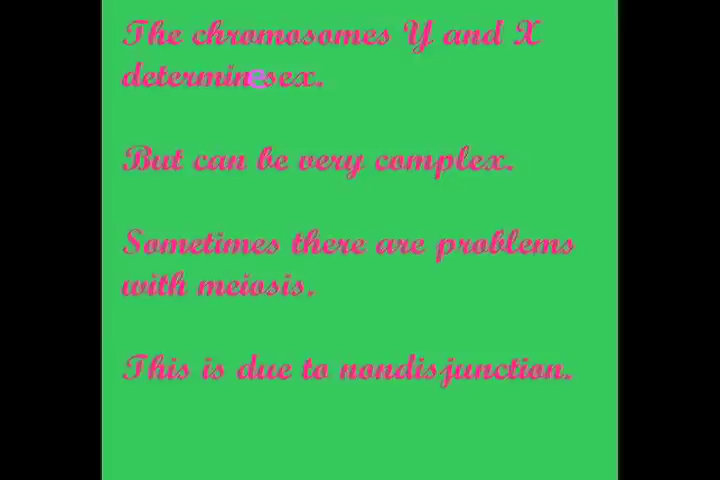 The chromosomes Y and X
determine sex.
But can be very complex.
Sometimes there are problems
with meiosis.
This is due to nondisjunction.